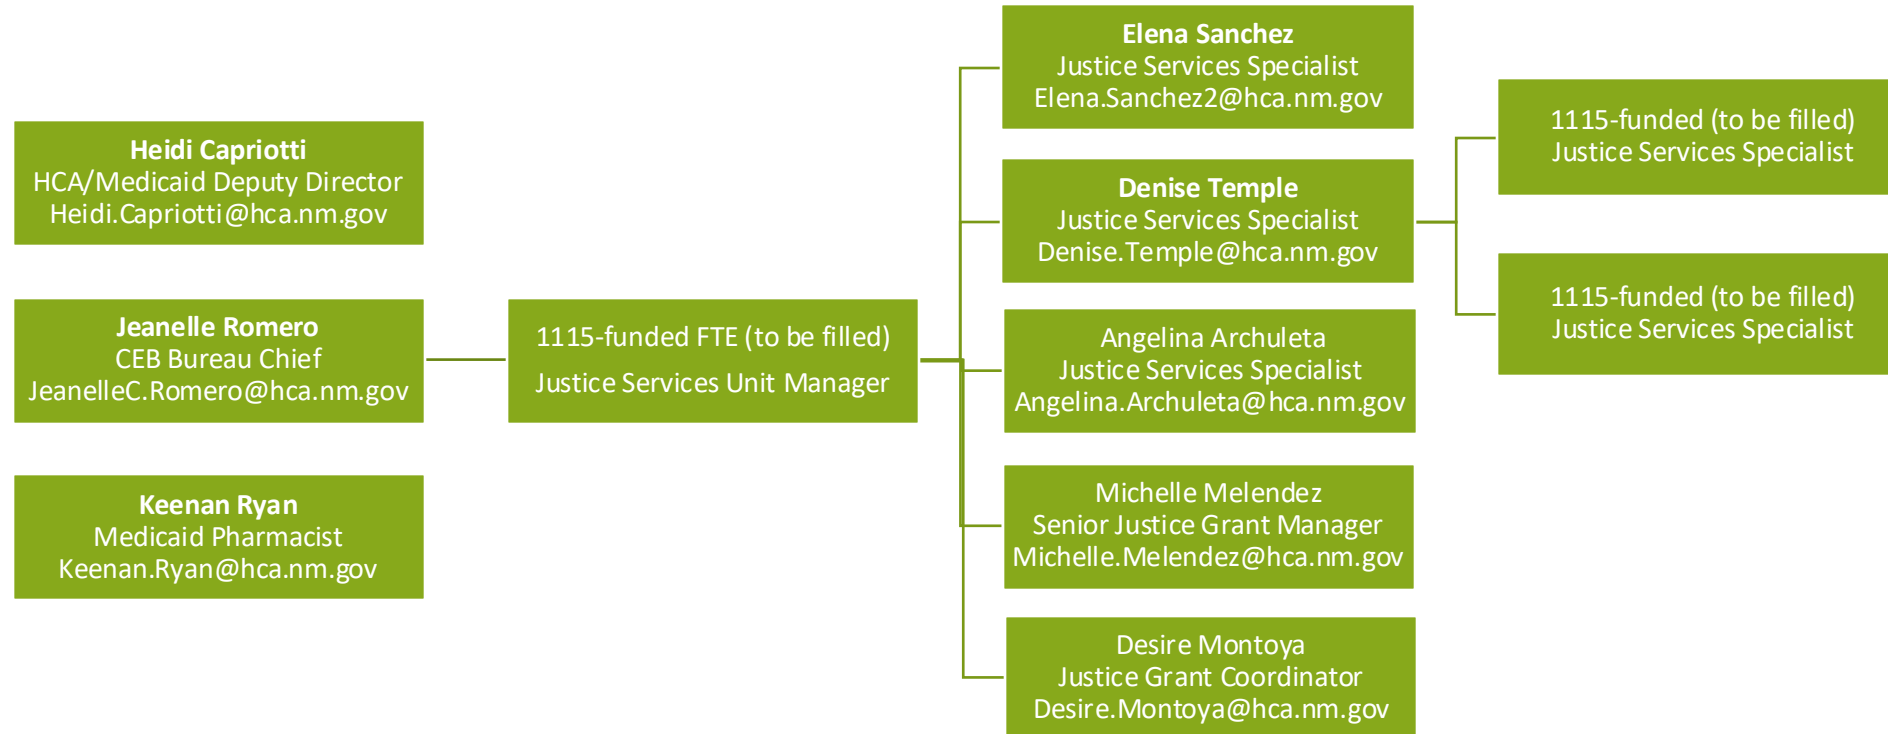 Heidi Capriotti
HCA/Medicaid Deputy Director
Heidi.Capriotti@hca.nm.gov
Jeanelle Romero
CEB Bureau Chief
JeanelleC.Romero@hca.nm.gov
Keenan Ryan
Medicaid Pharmacist
Keenan.Ryan@hca.nm.gov
1115-funded FTE (to be filled)
Justice Services Unit Manager
Elena Sanchez
Justice Services Specialist
Elena.Sanchez2@hca.nm.gov
Denise Temple
Justice Services Specialist
Denise.Temple@hca.nm.gov
Angelina Archuleta
Justice Services Specialist
Angelina.Archuleta@hca.nm.gov
Michelle Melendez
Senior Justice Grant Manager
Michelle.Melendez@hca.nm.gov
Desire Montoya
Justice Grant Coordinator
Desire.Montoya@hca.nm.gov
1115-funded (to be filled)
Justice Services Specialist
1115-funded (to be filled)
Justice Services Specialist